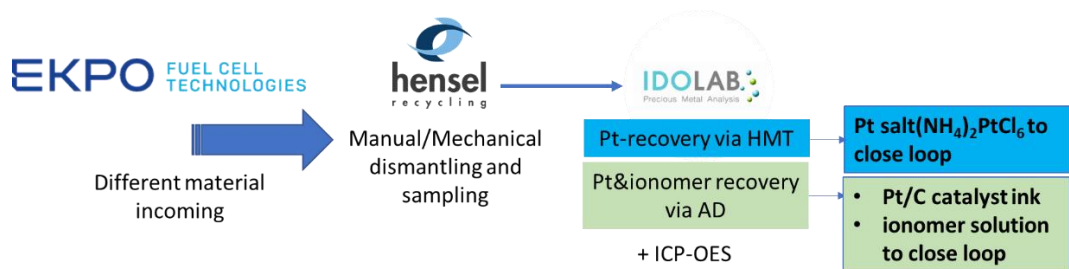 EKPO FUEL CELL
TECHNOLOGIES
Different material
incoming
hensel
recycling
Manual/Mechanical
dismantling and
sampling
IDOLAB
Precious Metal Analysis
Pt-recovery via HMT
Pt&ionomer recovery
via AD
+ ICP-OES
Pt salt(NH₄)₂PtCl₆ to
close loop
• Pt/C catalyst ink
• ionomer solution
to close loop